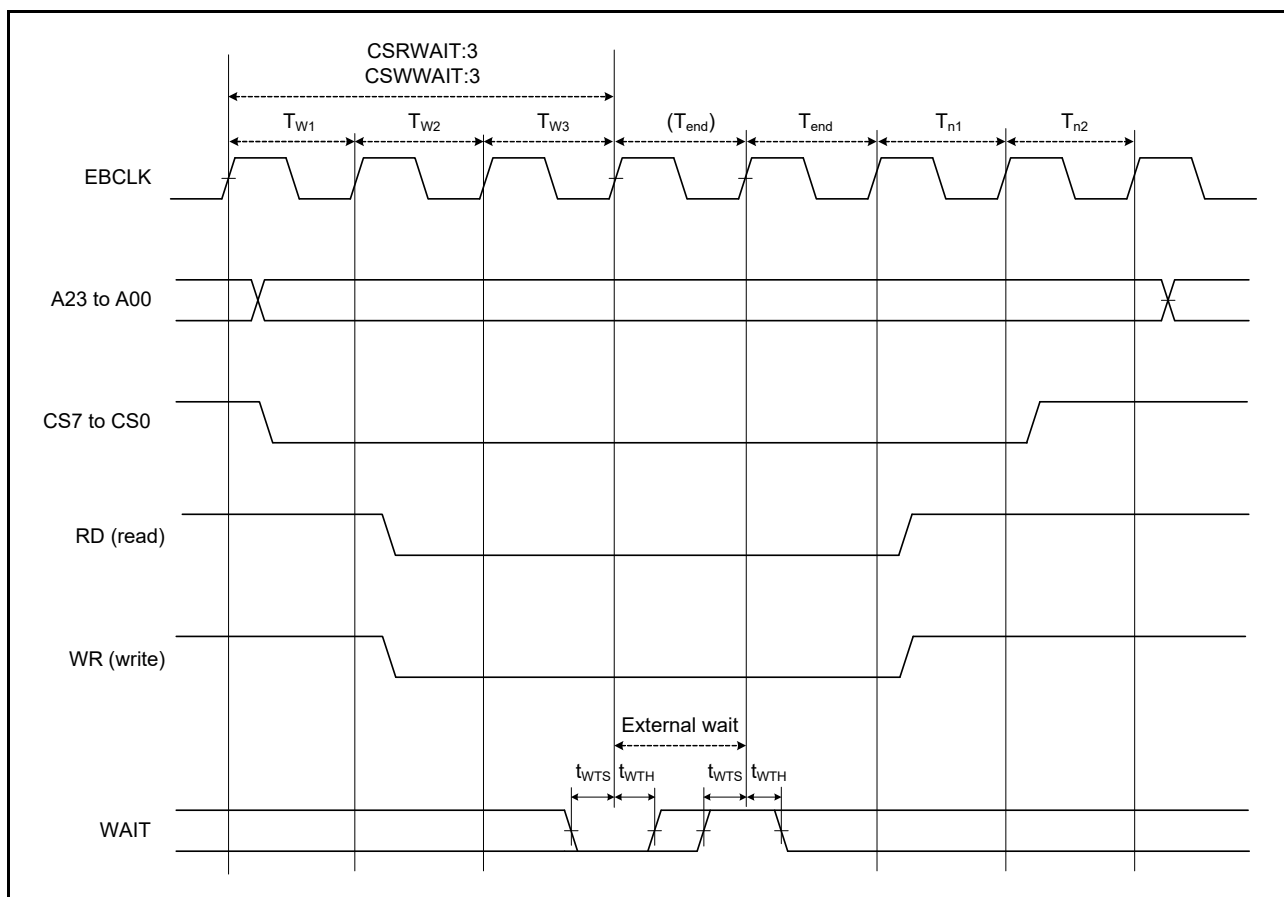 CSRWAIT:3
CSWWAIT:3
TW1 TW2 TW3 (Tend) Tend Tn1 Tn2
EBCLK
A23 to A00
CS7 to CS0
RD (read)
WR (write)
External wait
tWTS tWTH tWTS tWTH
WAIT